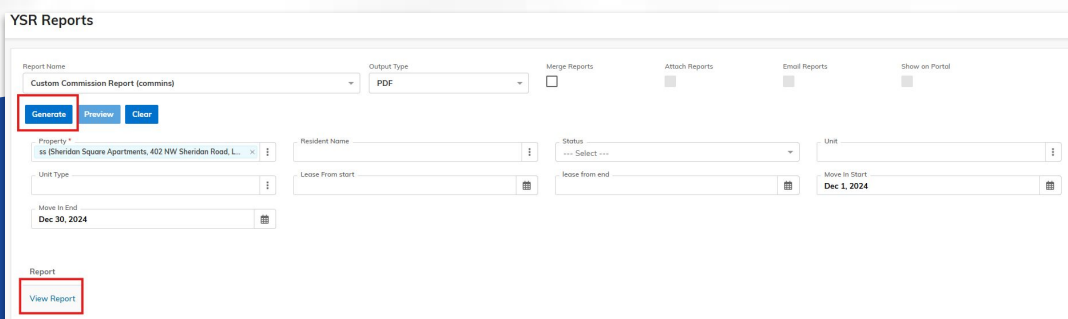 YSR Reports
Report Name Output Type Merge Reports Attach Reports Email Reports Show on Portal
Custom Commission Report (commins) PDF
Generate Preview Clear
Property * Resident Name Status Unit
ss (Sheridan Square Apartments, 402 NW Sheridan Road, L... × --- Select ---
Unit Type Lease From start lease from end Move In Start
Dec 1, 2024
Move In End
Dec 30, 2024
Report
View Report